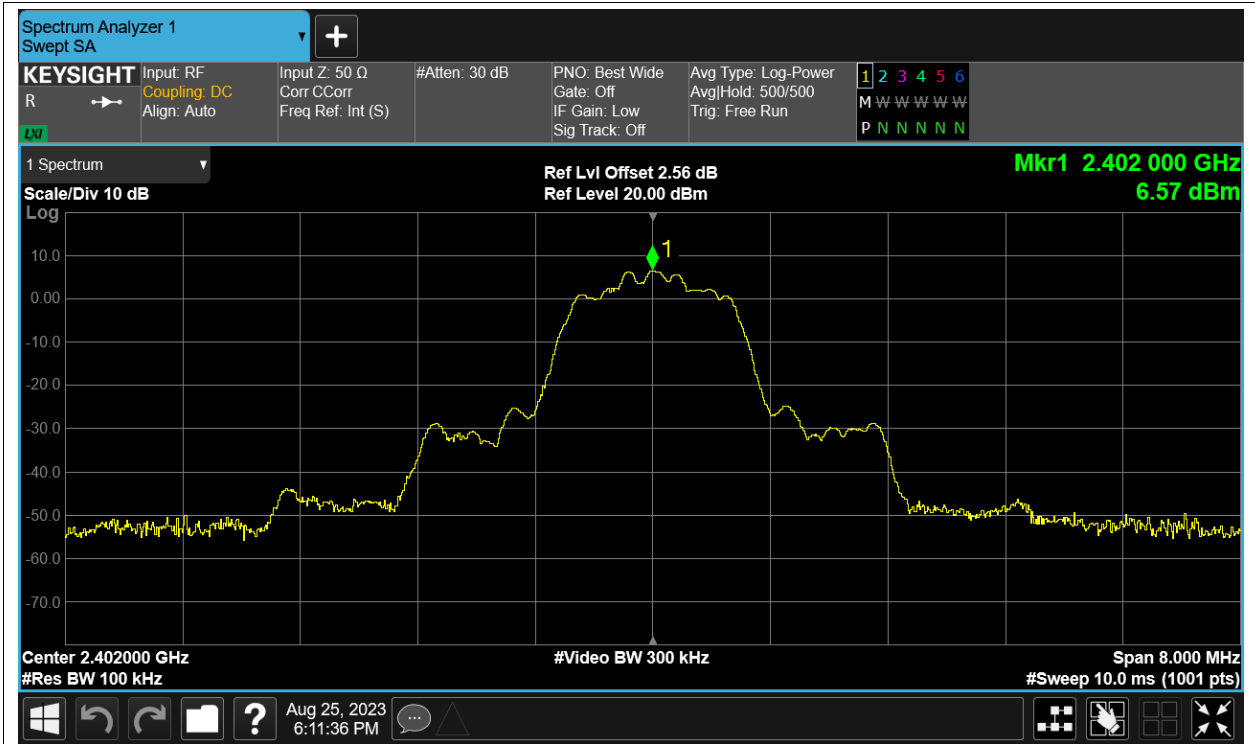 Spectrum Analyzer 1
Swept SA
KEYSIGHT
R
LXI
Input: RF
Coupling: DC
Align: Auto
Input Z: 50 Ω
Corr CCorr
Freq Ref: Int (S)
#Atten: 30 dB
PNO: Best Wide
Gate: Off
IF Gain: Low
Sig Track: Off
Avg Type: Log-Power
Avg|Hold: 500/500
Trig: Free Run
1 2 3 4 5 6
M W W W W W
P N N N N N
1 Spectrum
Scale/Div 10 dB
Log
Ref Lvl Offset 2.56 dB
Ref Level 20.00 dBm
Mkr1 2.402 000 GHz
6.57 dBm
1
10.0
0.00
-10.0
-20.0
-30.0
-40.0
-50.0
-60.0
-70.0
Center 2.402000 GHz
#Res BW 100 kHz
#Video BW 300 kHz
Span 8.000 MHz
#Sweep 10.0 ms (1001 pts)
?
Aug 25, 2023
6:11:36 PM